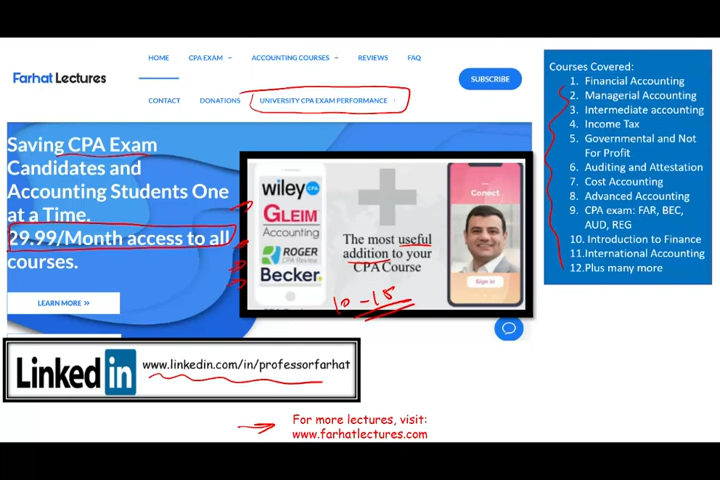 HOME
CPA EXAM
ACCOUNTING COURSES
REVIEWS
FAQ
Farhat Lectures
SUBSCRIBE
CONTACT
DONATIONS
UNIVERSITY CPA EXAM PERFORMANCE
Saving CPA Exam
Candidates and
Accounting Students One
at a Time.
29.99/Month access to all
courses.
LEARN MORE »
wiley CPA
GLEIM
Accounting
ROGER
CPA Review
Becker
The most useful
addition to your
CPA Course
10-18
Conect
Sign in
Linked in
www.linkedin.com/in/professorfarhat
For more lectures, visit:
www.farhatlectures.com
Courses Covered:
1. Financial Accounting
2. Managerial Accounting
3. Intermediate accounting
4. Income Tax
5. Governmental and Not
For Profit
6. Auditing and Attestation
7. Cost Accounting
8. Advanced Accounting
9. CPA exam: FAR, BEC,
AUD, REG
10. Introduction to Finance
11.International Accounting
12.Plus many more